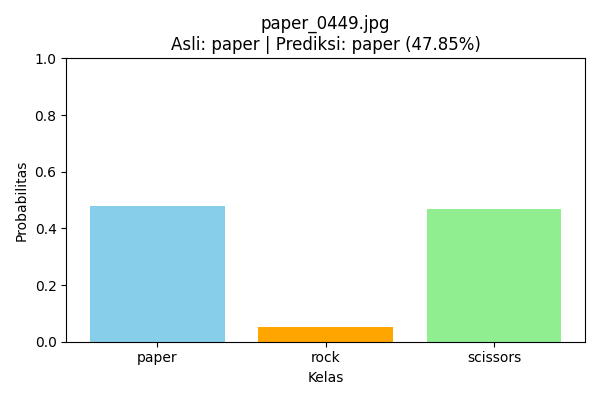 paper_0449.jpg
Asli: paper | Prediksi: paper (47.85%)
1.0
0.8
0.6
0.4
0.2
0.0
Probabilitas
paper rock scissors
Kelas